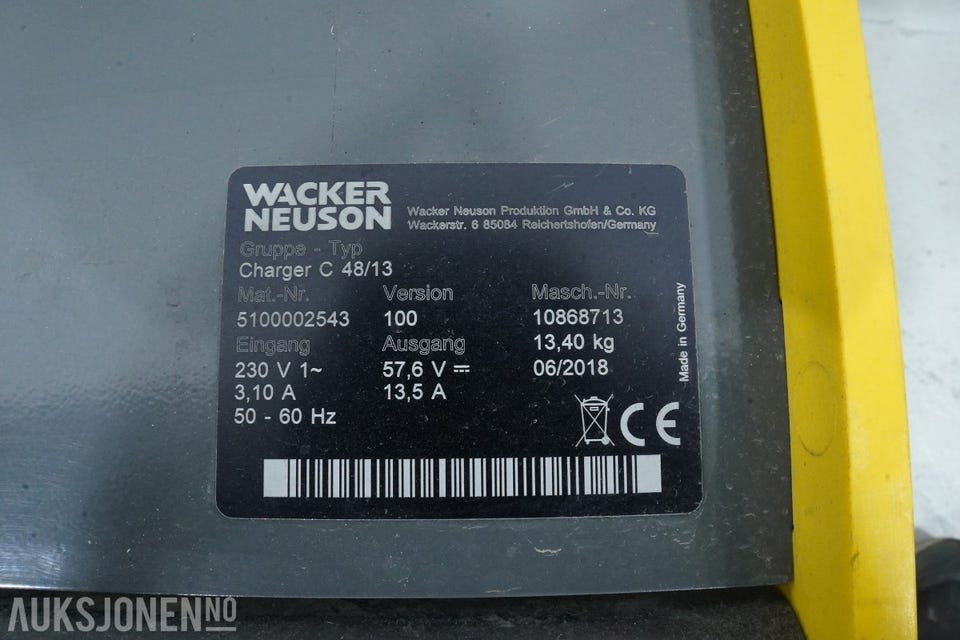 WACKER
NEUSON
Wacker Neuson Produktion GmbH & Co. KG
Wackerstr. 6 85084 Reichertshofen/Germany
Gruppe - Typ
Charger C 48/13
Mat.-Nr. Version Masch.-Nr.
5100002543 100 10868713
Eingang Ausgang 13,40 kg
230 V 1~ 57,6 V ⎓ 06/2018
3,10 A 13,5 A
50 - 60 Hz
Made in Germany
CE
AUKSJONEN.NO